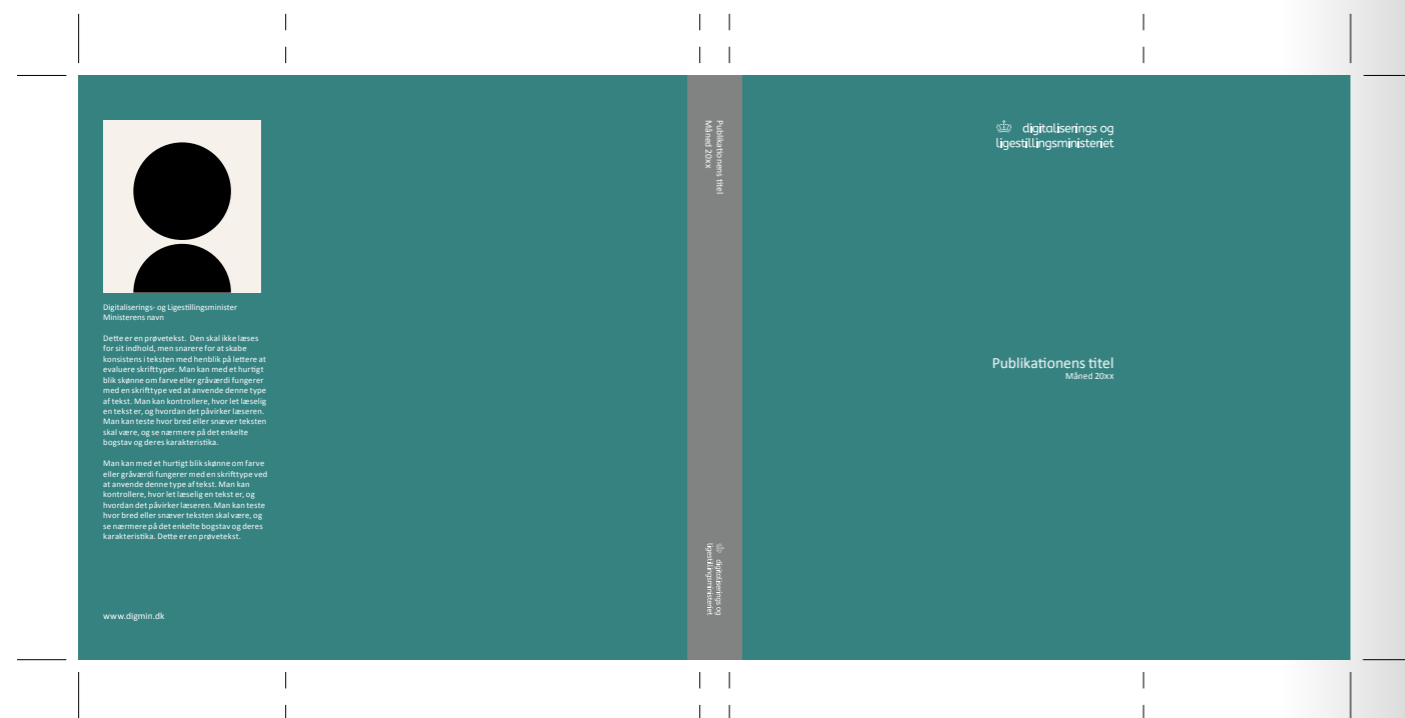 Digitaliserings- og Ligestillingsminister
Ministerens navn
Dette er en prøvetekst. Den skal ikke læses
for sit indhold, men snarere for at skabe
konsistens i teksten med henblik på lettere at
evaluere skrifttyper. Man kan med et hurtigt
blik skønne om farve eller gråværdi fungerer
med en skrifttype ved at anvende denne type
af tekst. Man kan kontrollere, hvor let læselig
en tekst er, og hvordan det påvirker læseren.
Man kan teste hvor bred eller snæver teksten
skal være, og se nærmere på det enkelte
bogstav og deres karakteristika.
Man kan med et hurtigt blik skønne om farve
eller gråværdi fungerer med en skrifttype ved
at anvende denne type af tekst. Man kan
kontrollere, hvor let læselig en tekst er, og
hvordan det påvirker læseren. Man kan teste
hvor bred eller snæver teksten skal være, og
se nærmere på det enkelte bogstav og deres
karakteristika. Dette er en prøvetekst.
www.digmin.dk
Publikationens titel
Måned 20xx
digitaliserings og
ligestillingsministeriet
digitaliserings og
ligestillingsministeriet
Publikationens titel
Måned 20xx